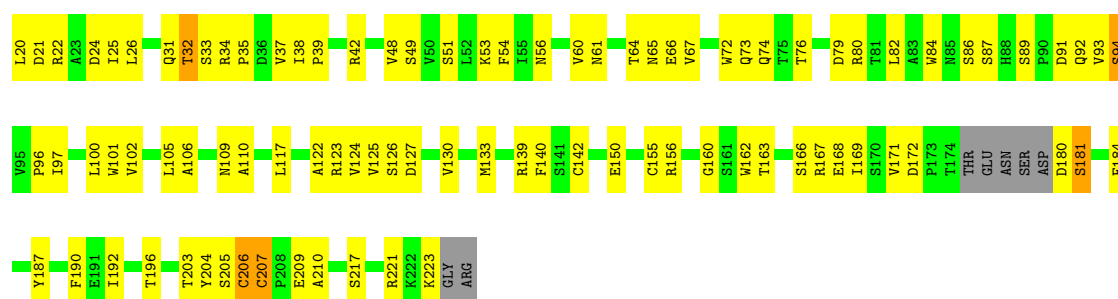 L20 D21 R22 A23 D24 I25 L26 Q31 T32 S33 R34 P35 D36 V37 I38 P39 R42 V48 S49 V50 S51 L52 K53 F54 I55 N56 V60 N61 T64 N65 E66 V67 W72 Q73 Q74 T75 T76 D79 R80 T81 L82 A83 W84 N85 S86 S87 H88 S89 P90 D91 Q92 V93 S94
V95 P96 I97 L100 W101 V102 L105 A106 N109 A110 L117 A122 R123 V124 V125 S126 D127 V130 M133 R139 F140 S141 C142 E150 C155 R156 G160 S161 W162 T163 S166 R167 E168 I169 S170 V171 D172 P173 T174 THR GLU ASN SER ASP D180 S181
Y187 F190 E191 I192 T196 T203 Y204 S205 C206 C207 P208 E209 A210 S217 R221 K222 K223 GLY ARG